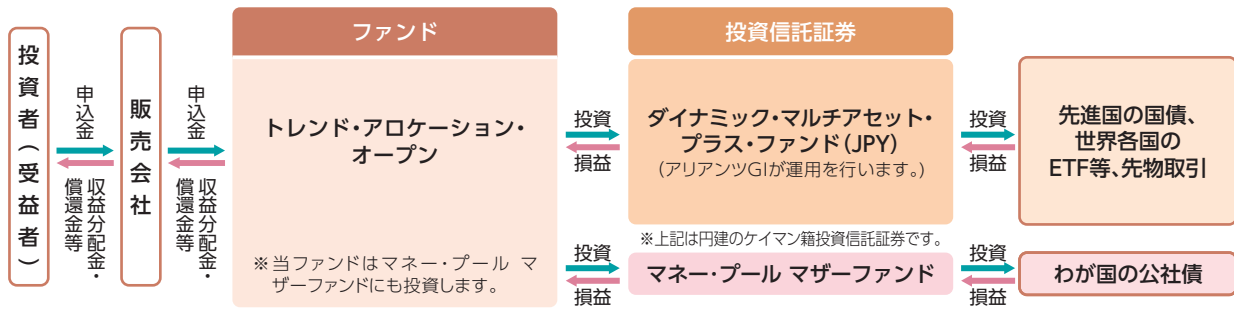 投資者(受益者)
申込金
収益分配金・
償還金等
販売会社
申込金
収益分配金・
償還金等
ファンド
トレンド・アロケーション・
オープン
※当ファンドはマネー・プール マ
ザーファンドにも投資します。
投資
損益
投資
損益
投資信託証券
ダイナミック・マルチアセット・
プラス・ファンド(JPY)
(アリアンツGIが運用を行います。)
※上記は円建のケイマン籍投資信託証券です。
マネー・プール マザーファンド
投資
損益
投資
損益
先進国の国債、
世界各国の
ETF等、先物取引
わが国の公社債